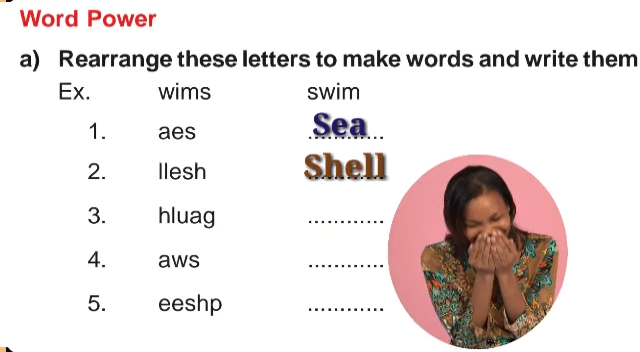 Word Power
a) Rearrange these letters to make words and write them
Ex. wims swim
1. aes Sea
2. llesh Shell
3. hluag ............
4. aws ............
5. eeshp ............